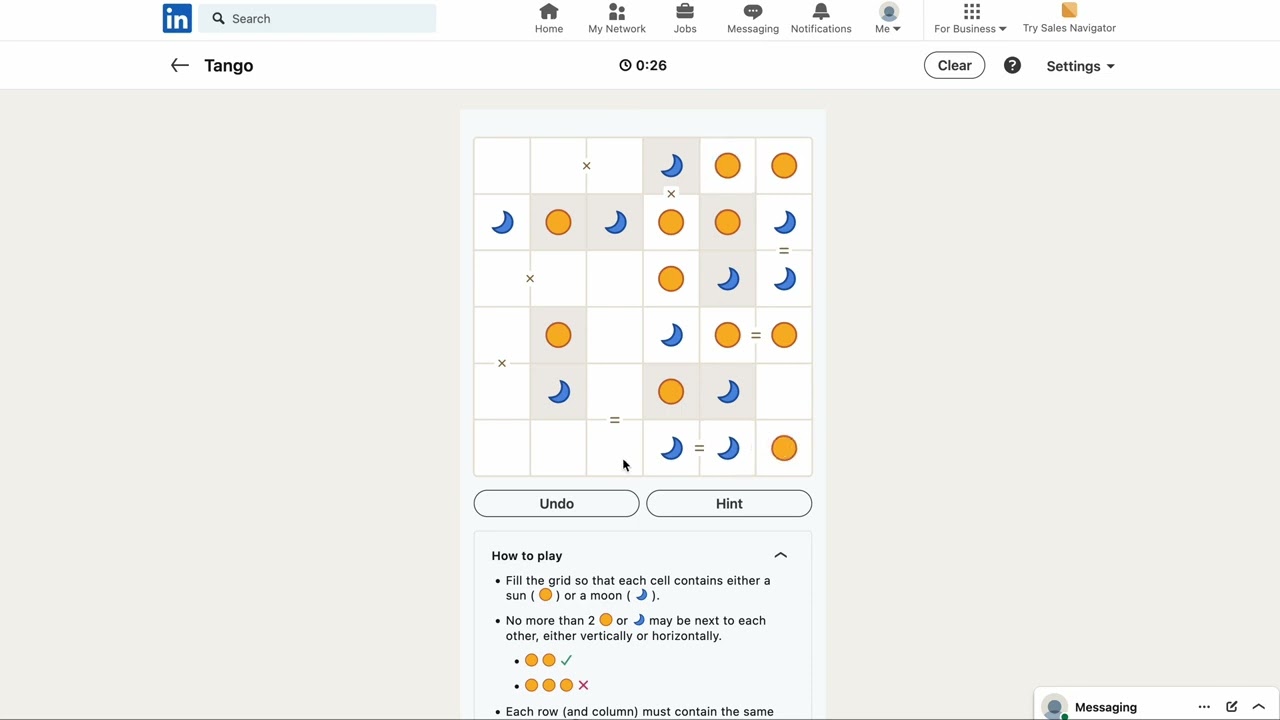 in
Search
Home
My Network
Jobs
Messaging
Notifications
Me
For Business
Try Sales Navigator
Tango
0:26
Clear
?
Settings
×
×
=
×
=
×
=
=
Undo
Hint
How to play
• Fill the grid so that each cell contains either a
sun ( ) or a moon ( ).
• No more than 2 or may be next to each
other, either vertically or horizontally.
• Each row (and column) must contain the same
Messaging